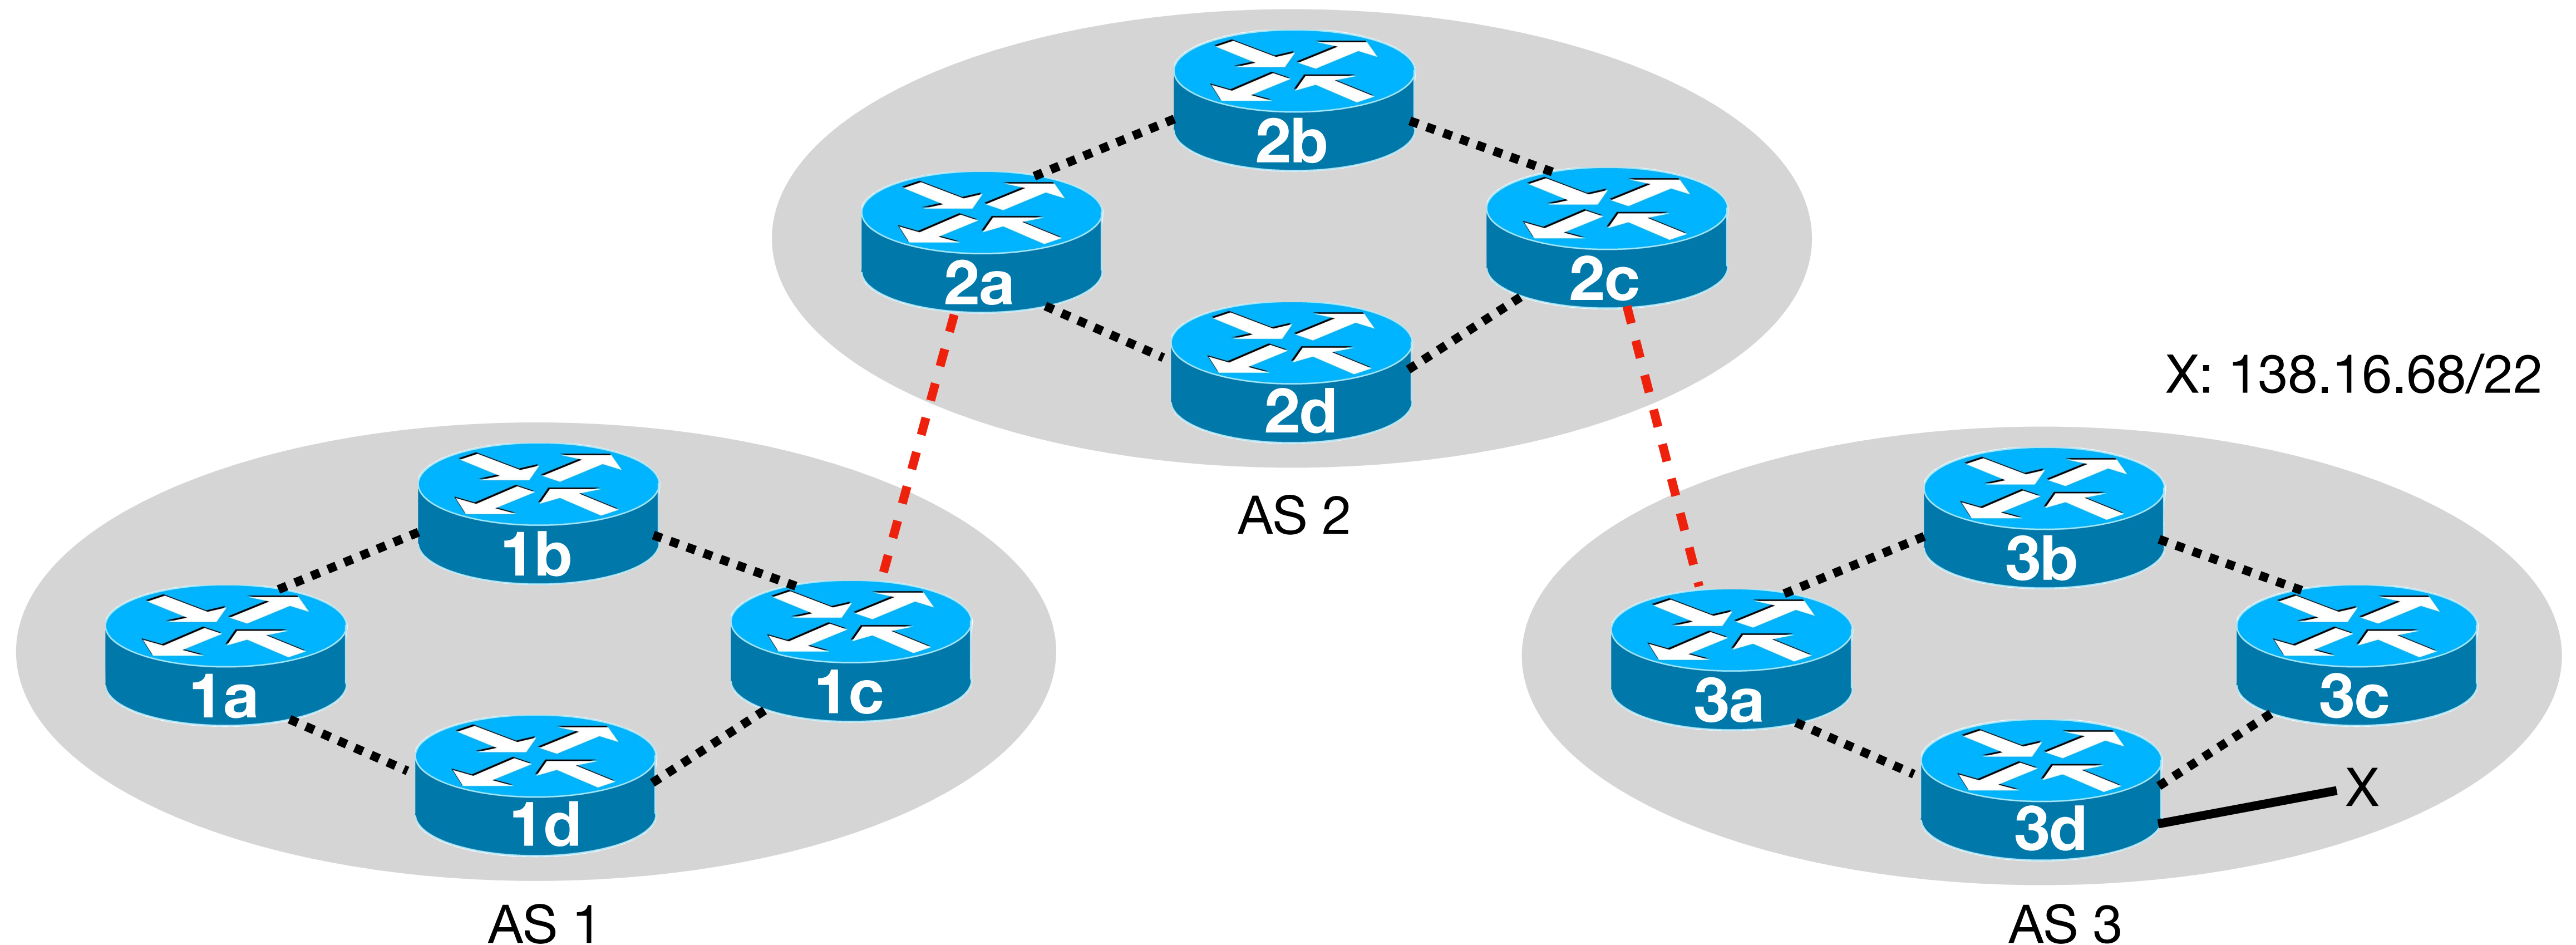 2b
2a
2c
2d
AS 2
X: 138.16.68/22
1b
1a
1c
1d
AS 1
3b
3a
3c
3d
X
AS 3